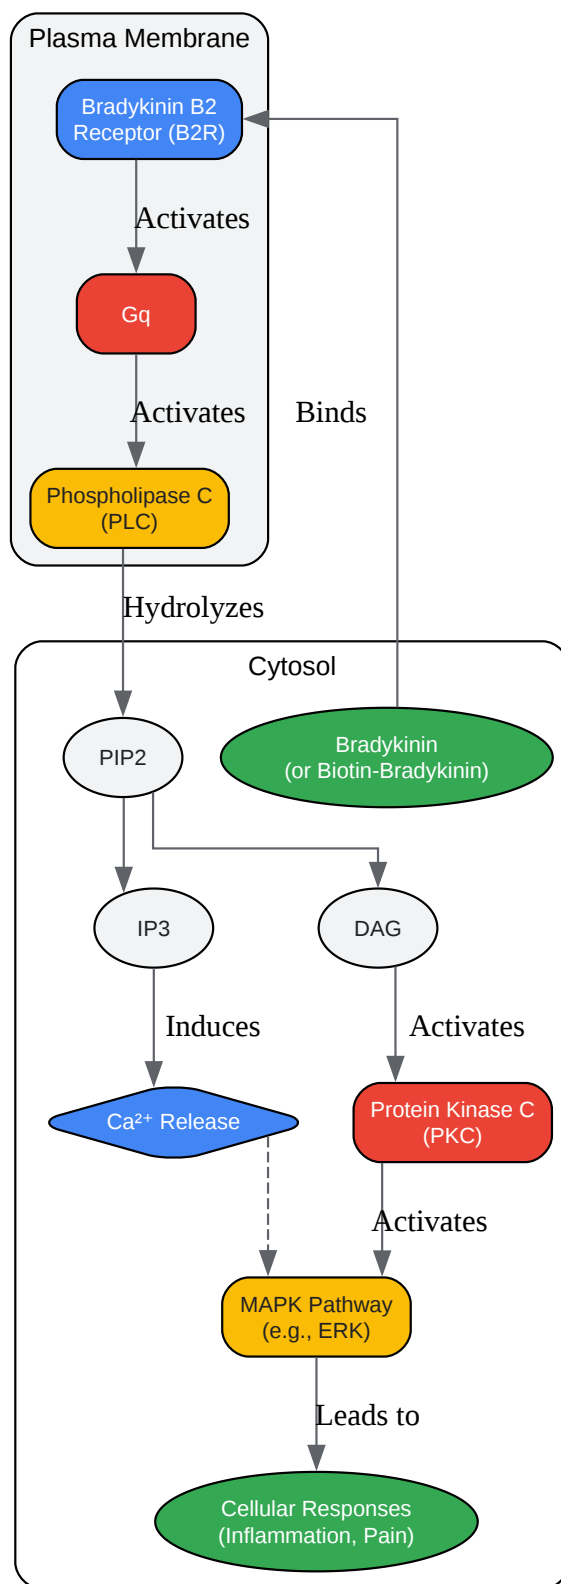 Plasma Membrane
Bradykinin B2
Receptor (B2R)
Activates
Gq
Activates
Binds
Phospholipase C
(PLC)
Hydrolyzes
Cytosol
PIP2
Bradykinin
(or Biotin-Bradykinin)
IP3
DAG
Induces
Activates
Ca²⁺ Release
Protein Kinase C
(PKC)
Activates
MAPK Pathway
(e.g., ERK)
Leads to
Cellular Responses
(Inflammation, Pain)